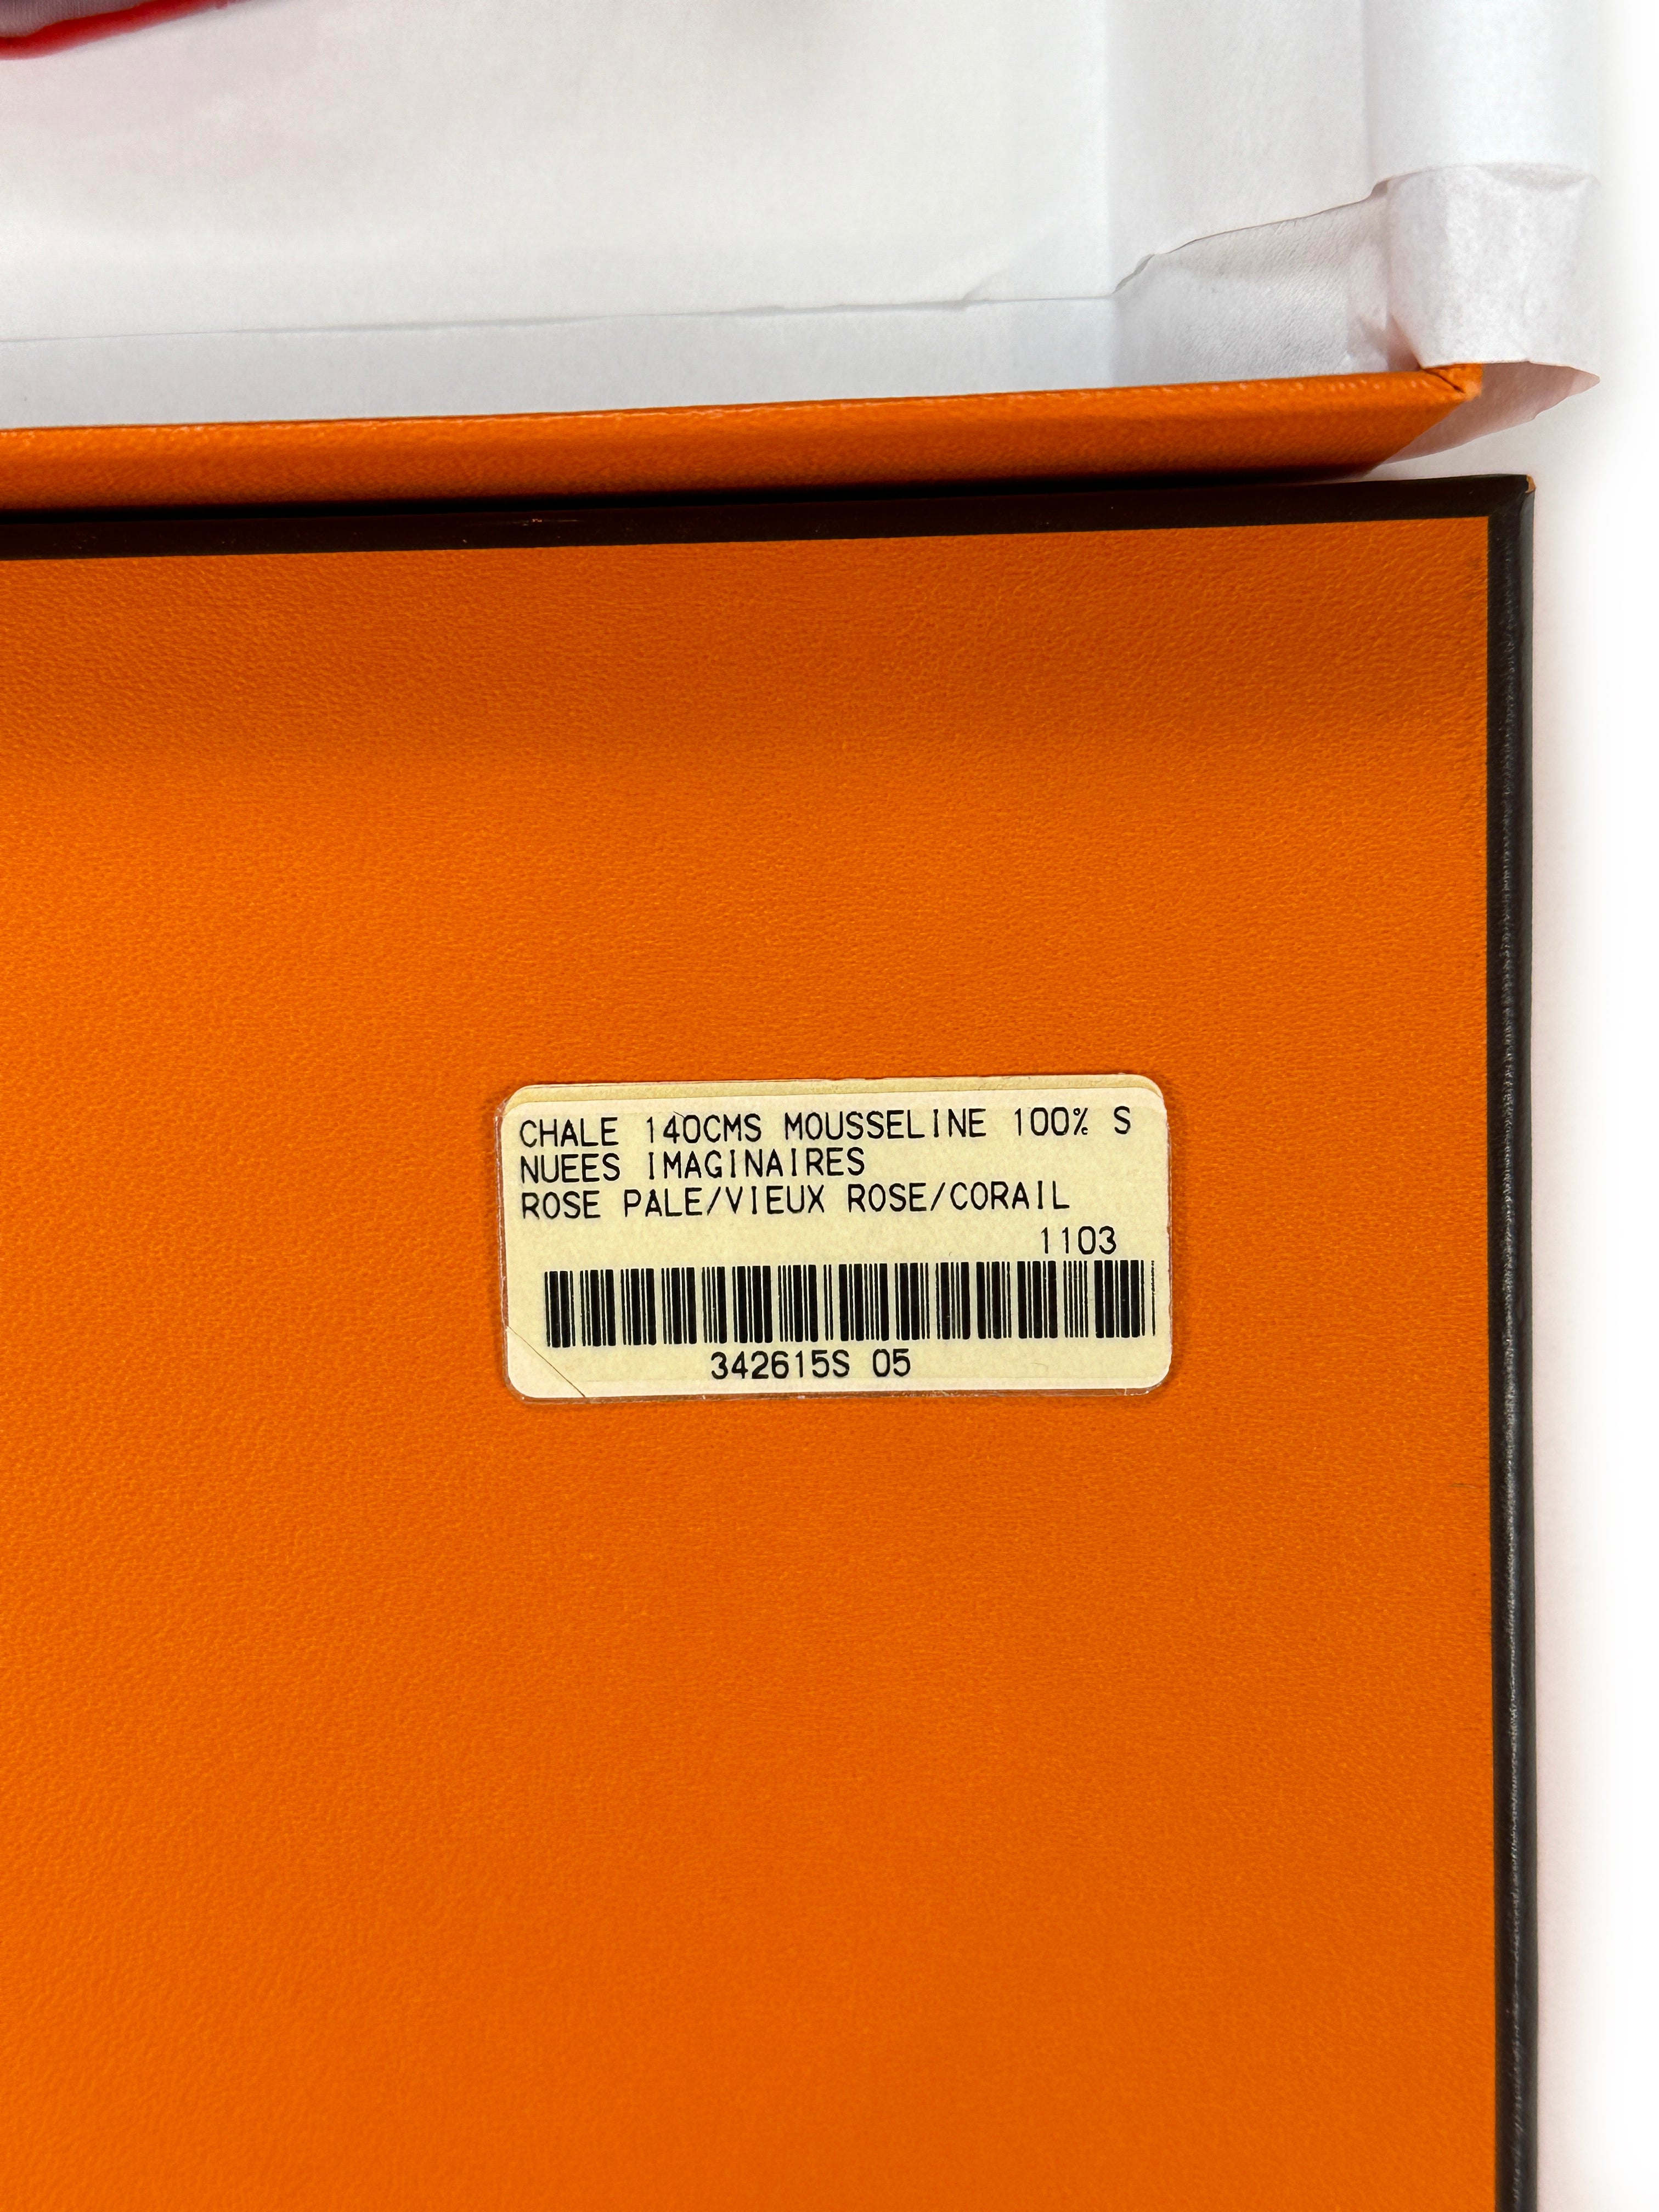 CHALE 140CMS MOUSSELINE 100% S
NUEES IMAGINAIRES
ROSE PALE/VIEUX ROSE/CORAIL
1103
342615S 05